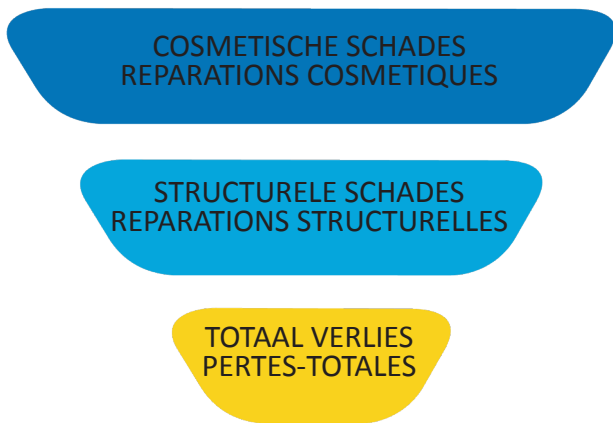 COSMETISCHE SCHADES
REPARATIONS COSMETIQUES
STRUCTURELE SCHADES
REPARATIONS STRUCTURELLES
TOTAAL VERLIES
PERTES-TOTALES